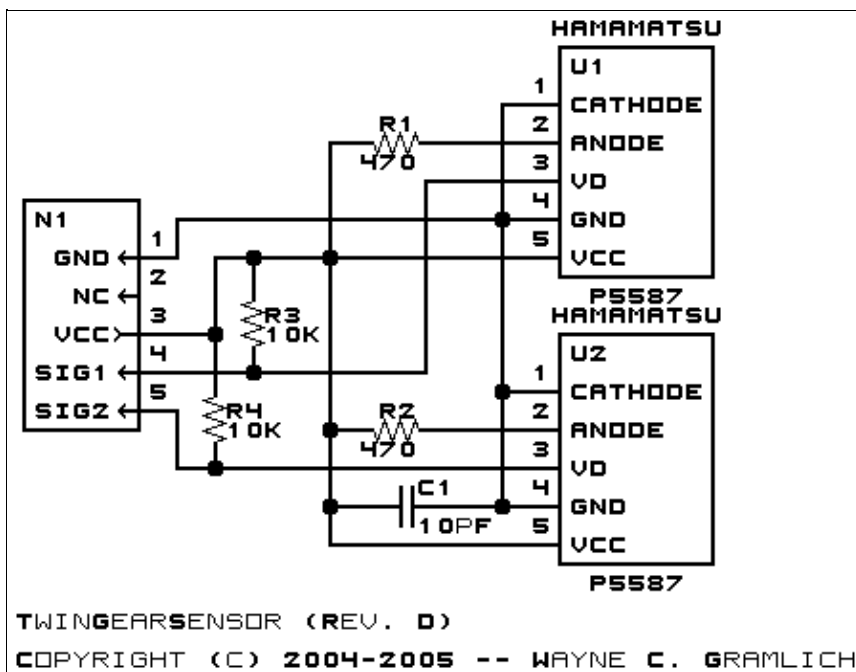 HAMAMATSU
U1
1 CATHODE
2 ANODE
3 VD
4 GND
5 VCC
P5587
R1
470
N1
GND 1
NC 2
VCC 3
SIG1 4
SIG2 5
R3
10K
R4
10K
HAMAMATSU
U2
1 CATHODE
2 ANODE
3 VD
4 GND
5 VCC
P5587
R2
470
C1
10PF
TWINGEARSENSOR (REV. D)
COPYRIGHT (C) 2004-2005 -- WAYNE C. GRAMLICH